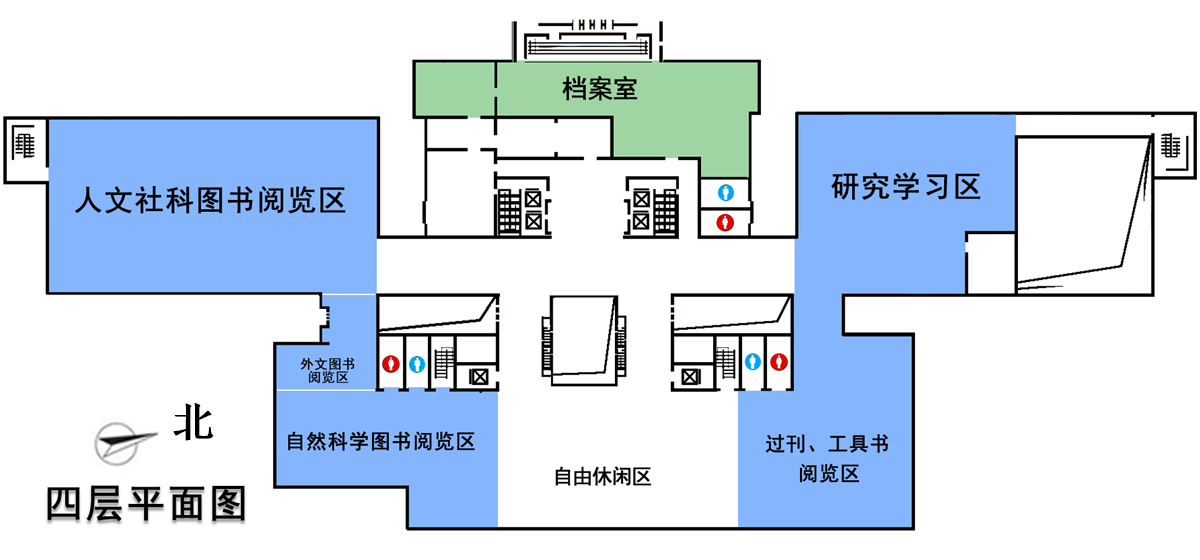 档案室
人文社科图书阅览区
研究学习区
外文图书
阅览区
自然科学图书阅览区
过刊、工具书
阅览区
自由休闲区
北
四层平面图